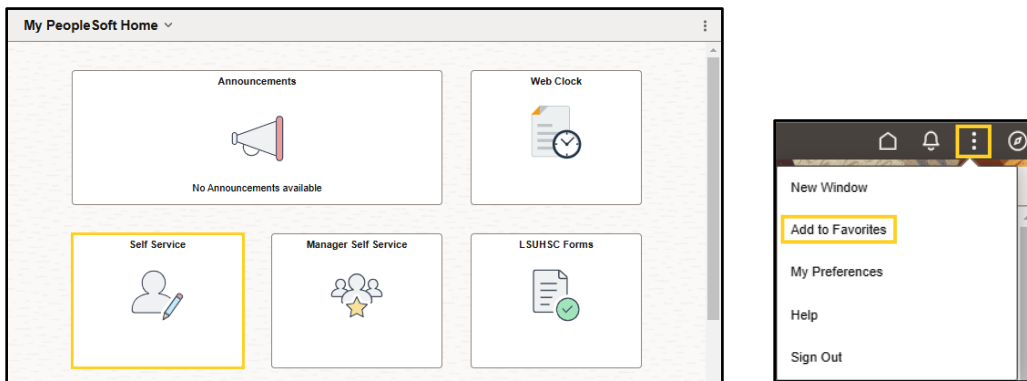 My PeopleSoft Home
Announcements
Web Clock
No Announcements available
Self Service
Manager Self Service
LSUHSC Forms
New Window
Add to Favorites
My Preferences
Help
Sign Out